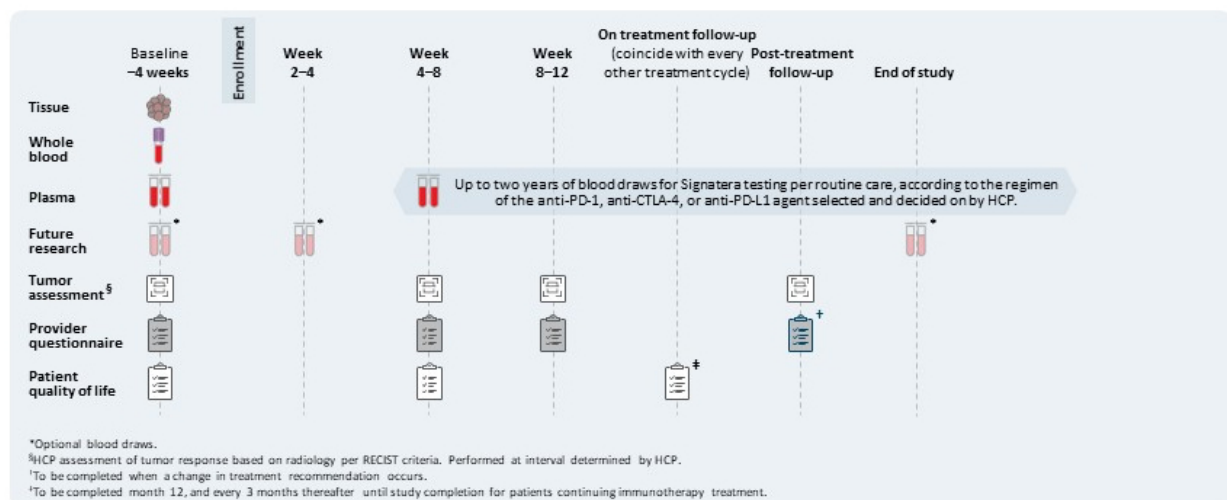 Baseline
–4 weeks
Enrollment
Week
2–4
Week
4–8
Week
8–12
On treatment follow-up
(coincide with every
other treatment cycle)
Post-treatment
follow-up
End of study
Tissue
Whole
blood
Plasma
Up to two years of blood draws for Signatera testing per routine care, according to the regimen
of the anti-PD-1, anti-CTLA-4, or anti-PD-L1 agent selected and decided on by HCP.
Future
research
*
*
*
Tumor
assessment§
Provider
questionnaire
†
Patient
quality of life
‡
*Optional blood draws.
§HCP assessment of tumor response based on radiology per RECIST criteria. Performed at interval determined by HCP.
†To be completed when a change in treatment recommendation occurs.
‡To be completed month 12, and every 3 months thereafter until study completion for patients continuing immunotherapy treatment.